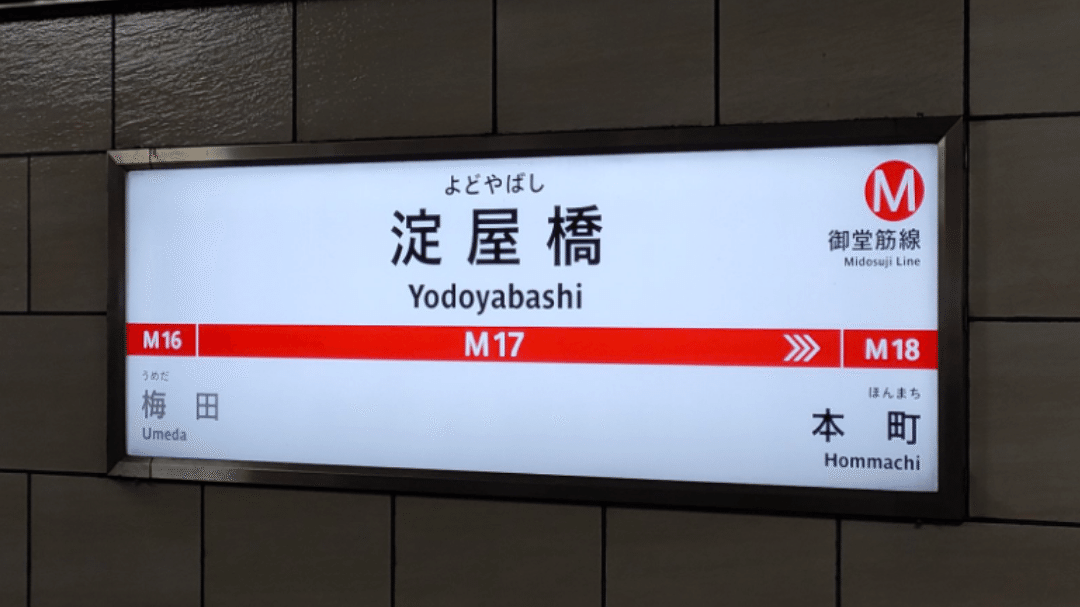 よどやばし
淀屋橋
Yodoyabashi
M
御堂筋線
Midosuji Line
M16 M17 M18
うめだ
梅田
Umeda
ほんまち
本町
Hommachi